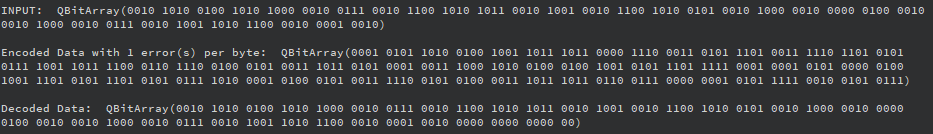 INPUT:  QBitArray(0010 1010 0100 1010 1000 0010 0111 0010 1100 1010 1011 0010 1001 0010 1100 1010 0101 0010 1000 0010 0000 0100 0010
0010 1000 0010 0111 0010 1001 1010 1100 0010 0001 0010)
Encoded Data with 1 error(s) per byte:  QBitArray(0001 0101 1010 0100 1001 1011 1011 0000 1110 0011 0101 1101 0011 1110 1101 0101
0111 1001 1011 1100 0110 1110 0100 0101 0011 1011 0101 0001 0011 1000 1010 0100 0100 1001 0101 1101 1111 0001 0001 0101 0000 0100
1001 1101 0101 1101 0101 0111 1010 0001 0100 0101 0011 1110 0101 0100 0011 1011 1011 0110 0111 0000 0001 0101 1111 0010 0101 0111)
Decoded Data:  QBitArray(0010 1010 0100 1010 1000 0010 0111 0010 1100 1010 1011 0010 1001 0010 1100 1010 0101 0010 1000 0010 0000
0100 0010 0010 1000 0010 0111 0010 1001 1010 1100 0010 0001 0010 0000 0000 0000 00)